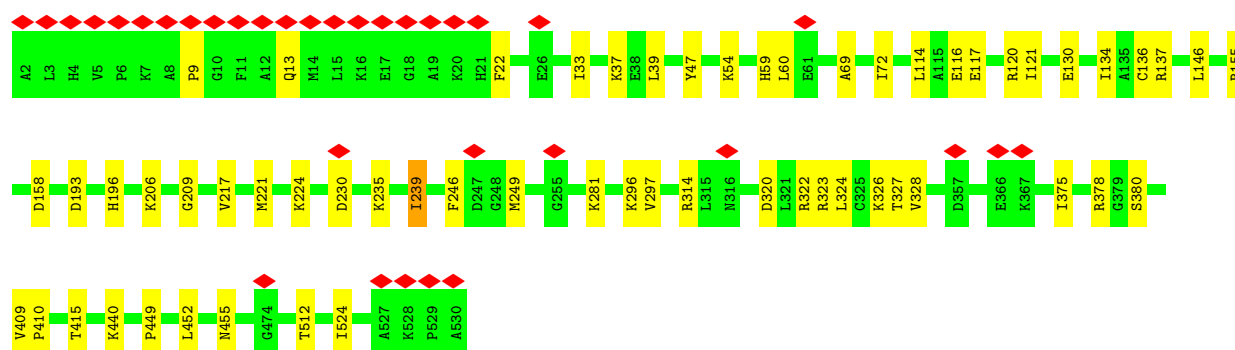 A2 L3 H4 V5 P6 K7 A8 P9 G10 F11 A12 Q13 M14 L15 K16 E17 G18 A19 K20 H21 F22 E26 I33 K37 E38 L39 Y47 K54 H59 L60 E61 A69 I72 L114 A115 E116 E117 R120 I121 E130 I134 A135 C136 R137 L146 R155
D158 D193 H196 K206 G209 V217 M221 K224 D230 K235 I239 F246 D247 G248 M249 G255 K281 K296 V297 R314 L315 N316 D320 L321 R322 R323 L324 C325 K326 T327 V328 D357 E366 K367 I375 R378 G379 S380
V409 P410 T415 K440 P449 L452 N455 G474 T512 I524 A527 K528 P529 A530